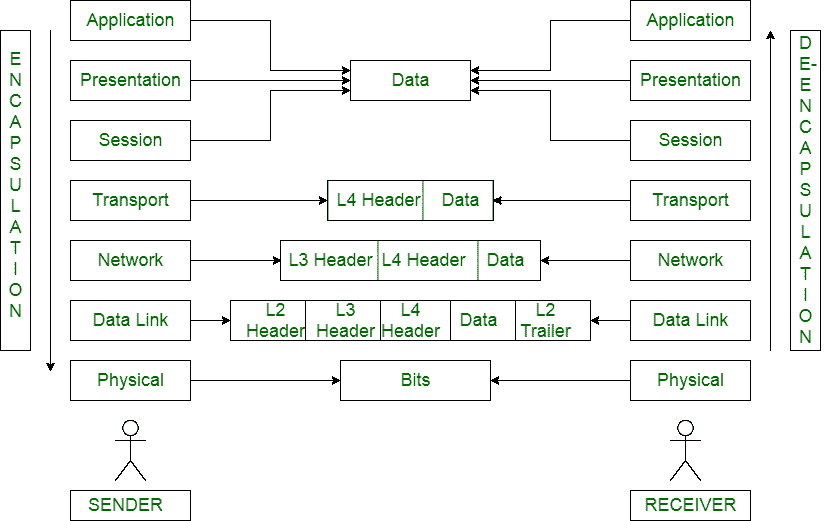 Application
Application
ENCAPSULATION
DE-ENCAPSULATION
Presentation
Data
Presentation
Session
Session
Transport
L4 Header
Data
Transport
Network
L3 Header
L4 Header
Data
Network
Data Link
L2
Header
L3
Header
L4
Header
Data
L2
Trailer
Data Link
Physical
Bits
Physical
SENDER
RECEIVER